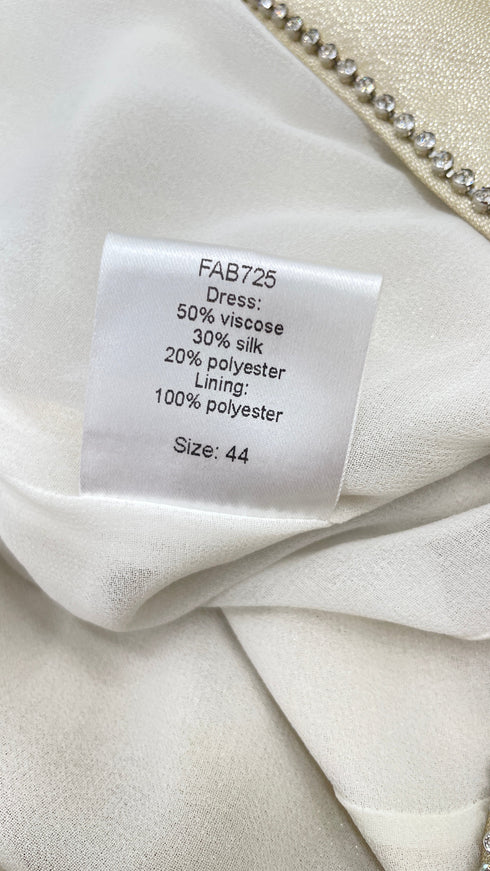 FAB725
Dress:
50% viscose
30% silk
20% polyester
Lining:
100% polyester
Size: 44